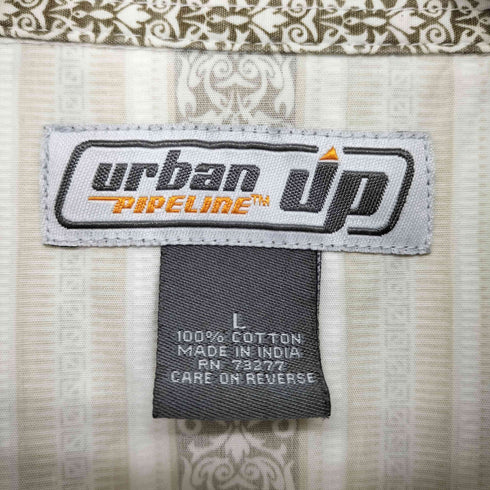 urban UP
PIPELINE™
L
100% COTTON
MADE IN INDIA
RN 73277
CARE ON REVERSE